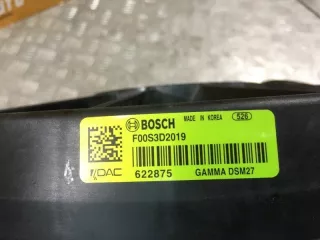 BOSCH MADE IN KOREA 526
F00S3D2019
DAC 622875 GAMMA DSM27